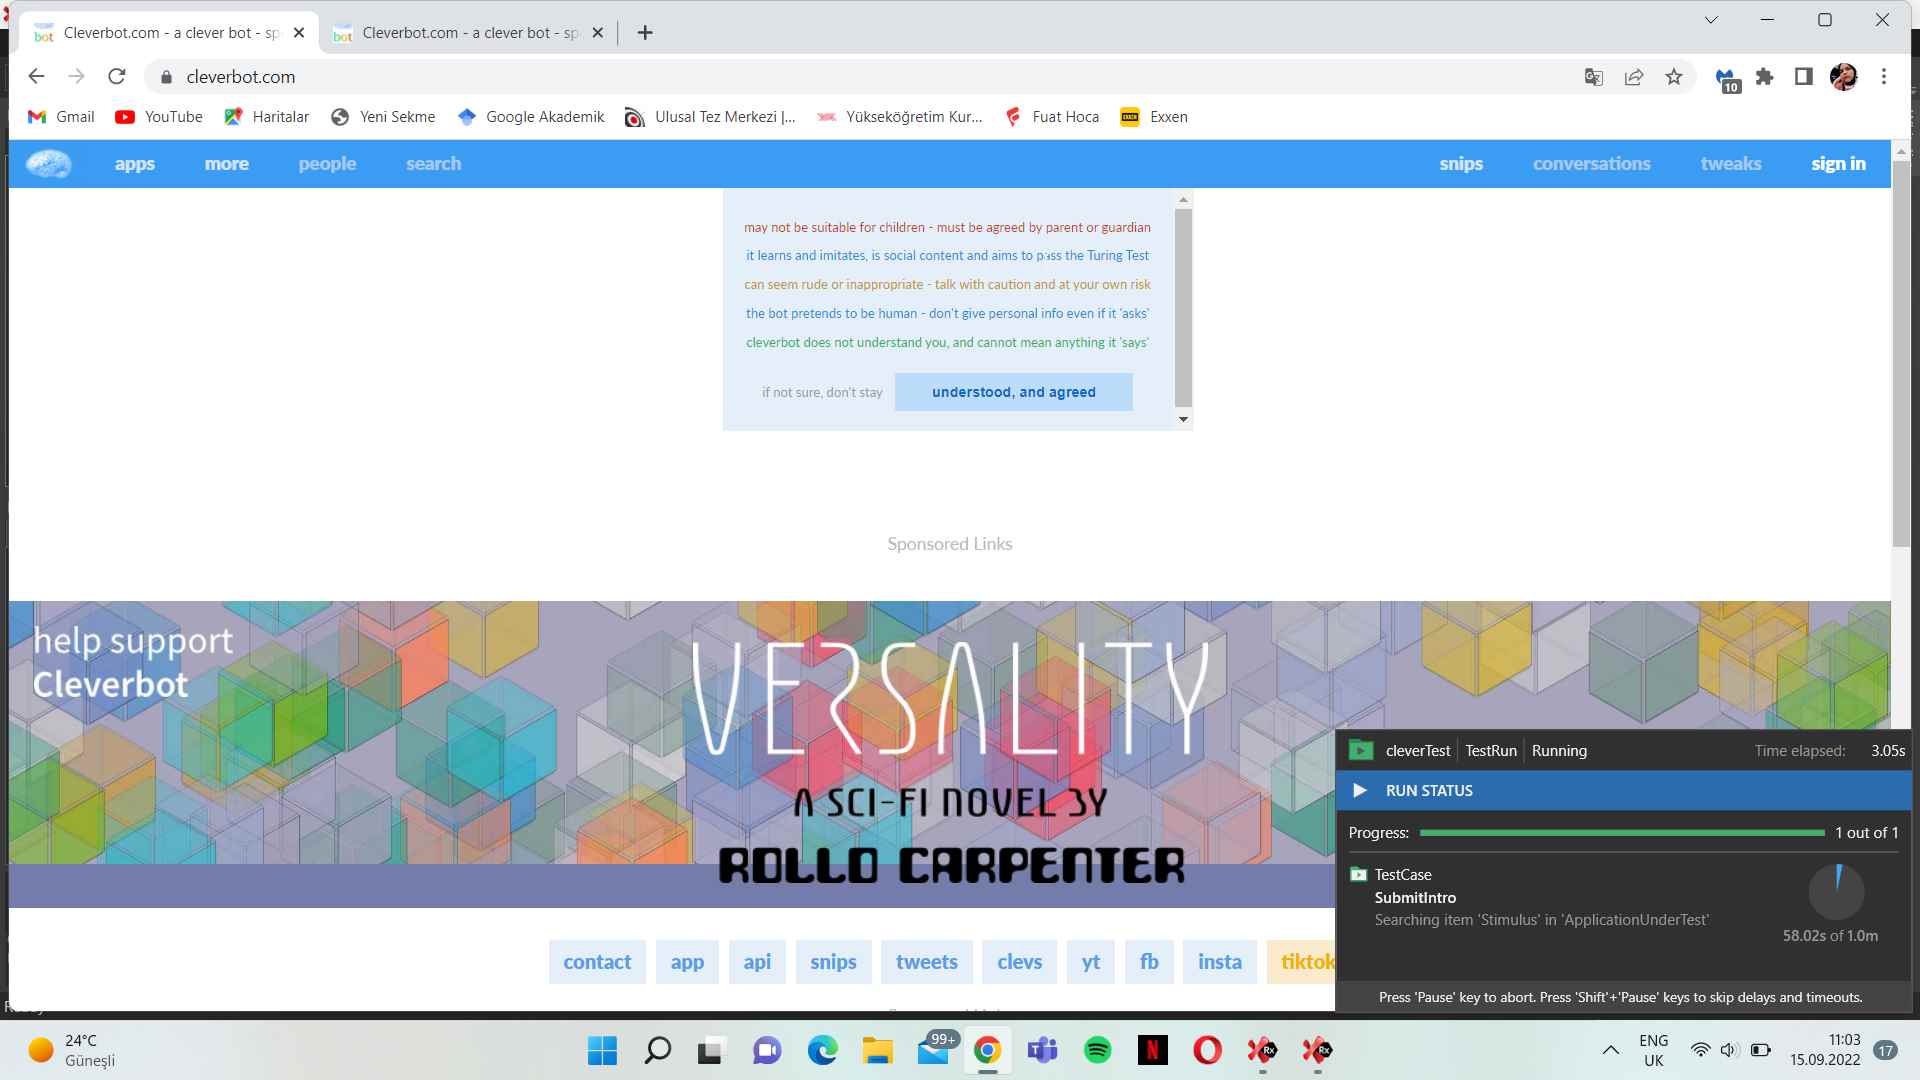 Cleverbot.com - a clever bot - sp
Cleverbot.com - a clever bot - sp
cleverbot.com
10
Gmail
YouTube
Haritalar
Yeni Sekme
Google Akademik
Ulusal Tez Merkezi |...
Yükseköğretim Kur...
Fuat Hoca
Exxen
apps
more
people
search
snips
conversations
tweaks
sign in
may not be suitable for children - must be agreed by parent or guardian
it learns and imitates, is social content and aims to pass the Turing Test
can seem rude or inappropriate - talk with caution and at your own risk
the bot pretends to be human - don't give personal info even if it 'asks'
cleverbot does not understand you, and cannot mean anything it 'says'
if not sure, don't stay
understood, and agreed
Sponsored Links
help support
Cleverbot
VERSALITY
A SCI-FI NOVEL BY
ROLLO CARPENTER
cleverTest
TestRun
Running
Time elapsed:
3.05s
RUN STATUS
Progress:
1 out of 1
TestCase
SubmitIntro
Searching item 'Stimulus' in 'ApplicationUnderTest'
58.02s of 1.0m
Press 'Pause' key to abort. Press 'Shift'+'Pause' keys to skip delays and timeouts.
contact
app
api
snips
tweets
clevs
yt
fb
insta
tiktok
24°C
Güneşli
99+
ENG
UK
11:03
15.09.2022
17